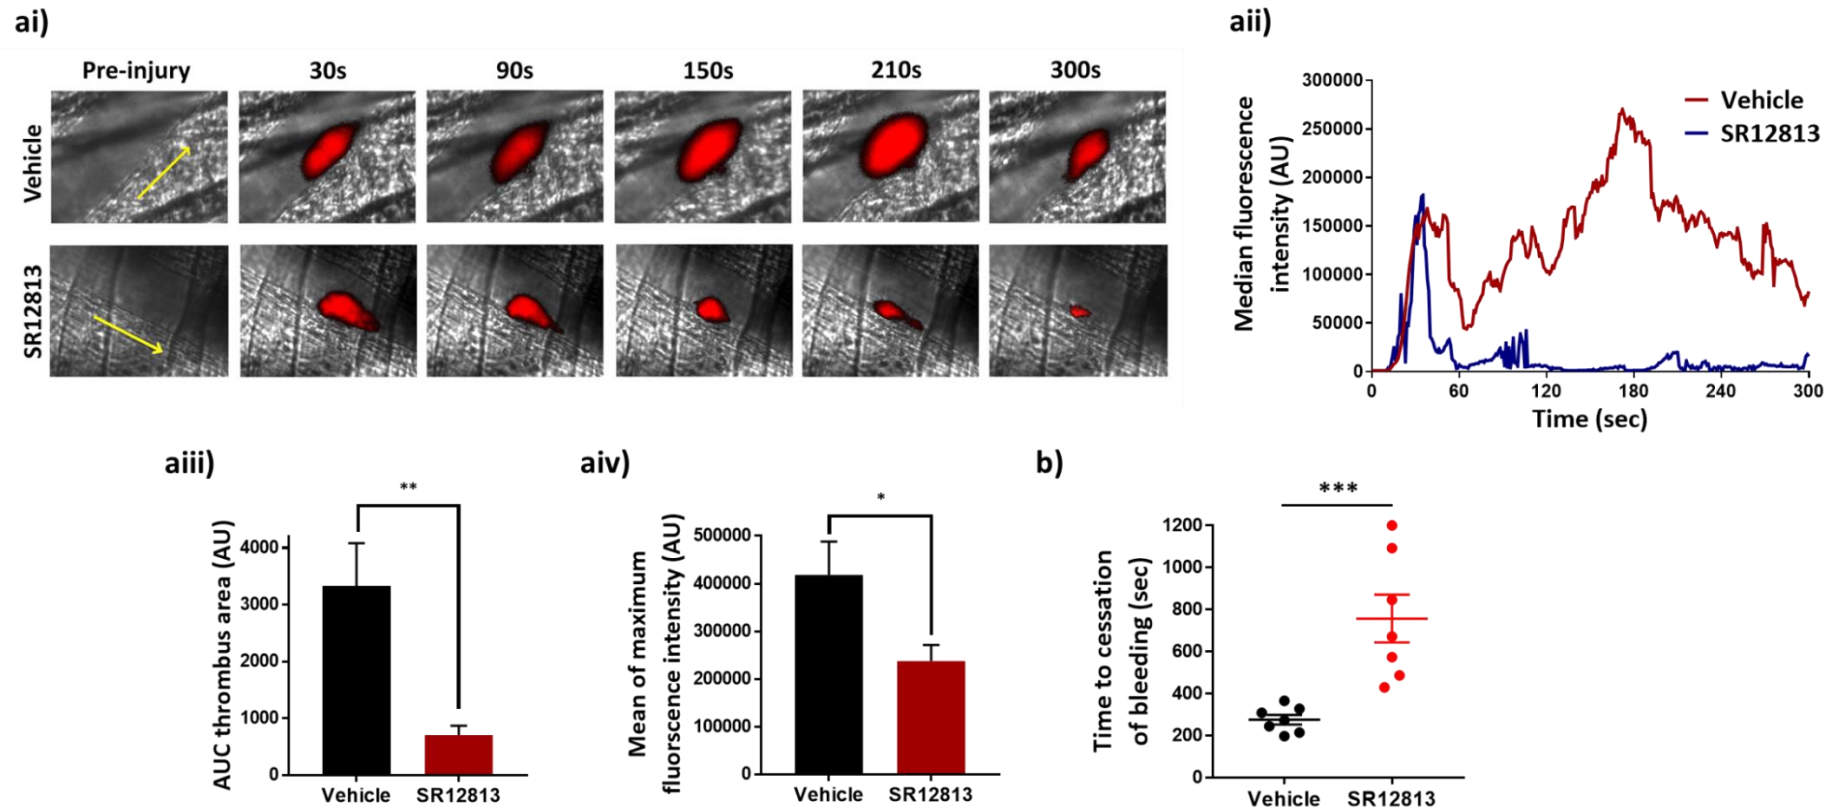 ai)
Pre-injury 30s 90s 150s 210s 300s
Vehicle
SR12813
aii)
Median fluorescence
intensity (AU)
300000
250000
200000
150000
100000
50000
0
0 60 120 180 240 300
Time (sec)
Vehicle
SR12813
aiii)
AUC thrombus area (AU)
**
4000
3000
2000
1000
0
Vehicle SR12813
aiv)
Mean of maximum
fluorscence intensity (AU)
*
500000
400000
300000
200000
100000
0
Vehicle SR12813
b)
Time to cessation
of bleeding (sec)
***
1200
1000
800
600
400
200
0
Vehicle SR12813